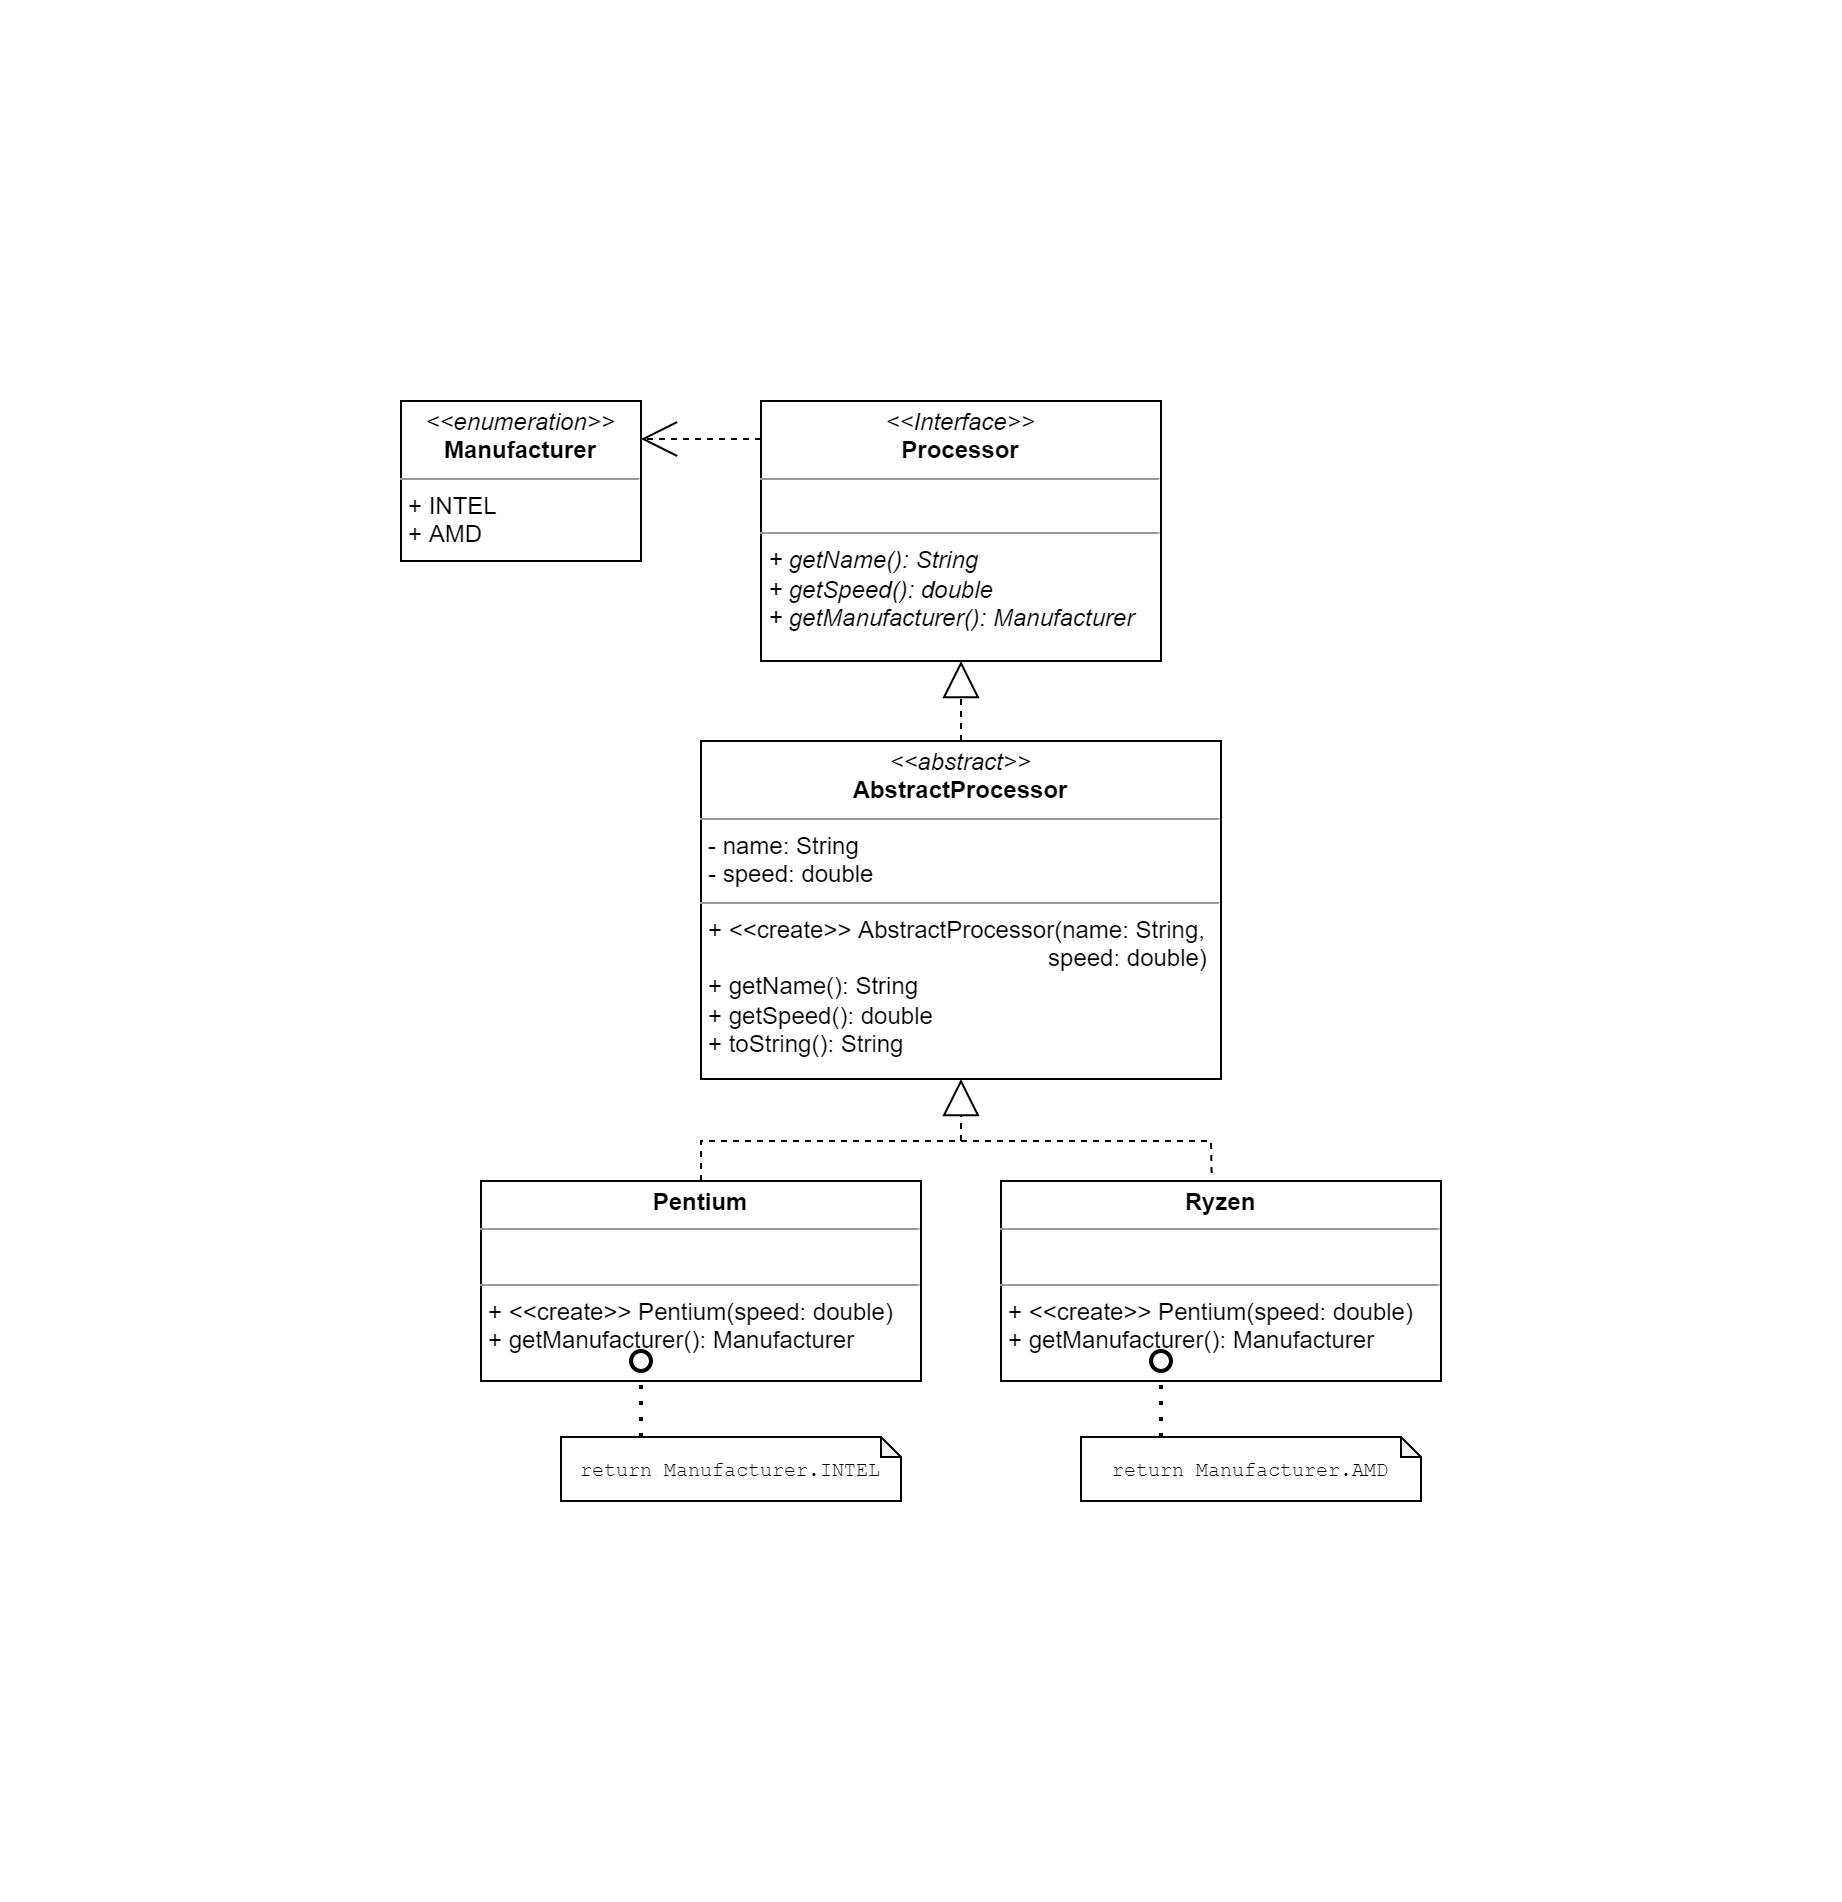 <<enumeration>>
Manufacturer
+ INTEL
+ AMD
<<Interface>>
Processor
+ getName(): String
+ getSpeed(): double
+ getManufacturer(): Manufacturer
<<abstract>>
AbstractProcessor
- name: String
- speed: double
+ <<create>> AbstractProcessor(name: String,
speed: double)
+ getName(): String
+ getSpeed(): double
+ toString(): String
Pentium
+ <<create>> Pentium(speed: double)
+ getManufacturer(): Manufacturer
return Manufacturer.INTEL
Ryzen
+ <<create>> Pentium(speed: double)
+ getManufacturer(): Manufacturer
return Manufacturer.AMD